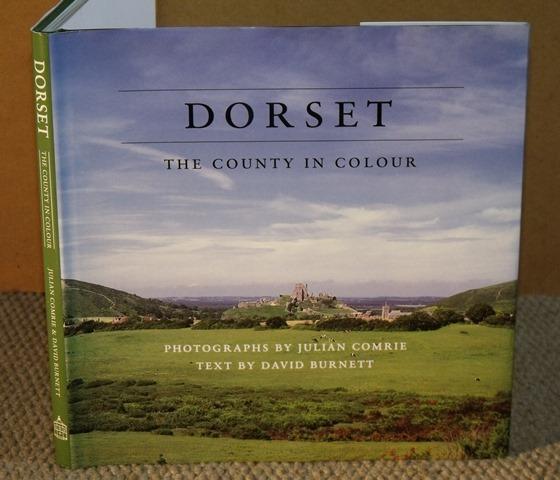 DORSET
THE COUNTY IN COLOUR
PHOTOGRAPHS BY JULIAN COMRIE
TEXT BY DAVID BURNETT
DORSET
THE COUNTY IN COLOUR
JULIAN COMRIE & DAVID BURNETT